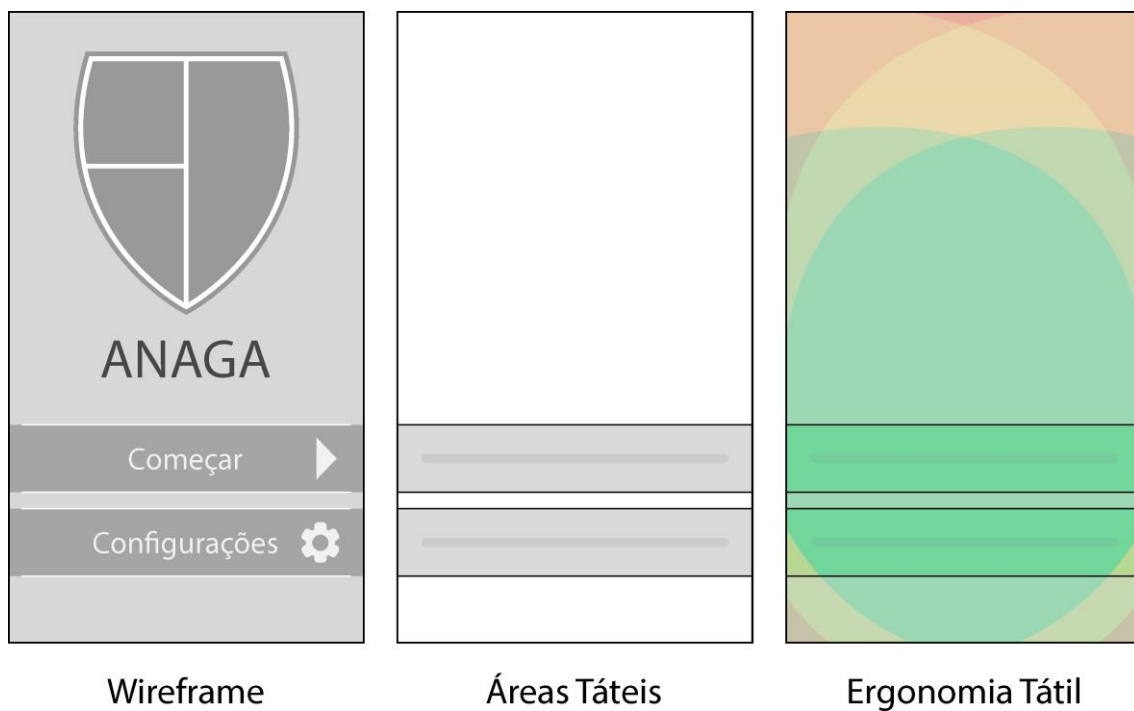 ANAGA
Começar
Configurações
Wireframe
Áreas Táteis
Ergonomia Tátil